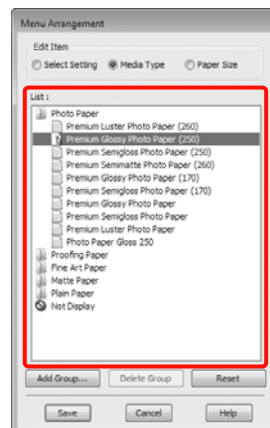 Menu Arrangement
Edit Item
Select Setting Media Type Paper Size
List :
Photo Paper
Premium Luster Photo Paper (260)
Premium Glossy Photo Paper (250)
Premium Semigloss Photo Paper (250)
Premium Semimatte Photo Paper (260)
Premium Glossy Photo Paper (170)
Premium Semigloss Photo Paper (170)
Premium Glossy Photo Paper
Premium Semigloss Photo Paper
Premium Luster Photo Paper
Photo Paper Gloss 250
Proofing Paper
Fine Art Paper
Matte Paper
Plain Paper
Not Display
Add Group... Delete Group Reset
Save Cancel Help